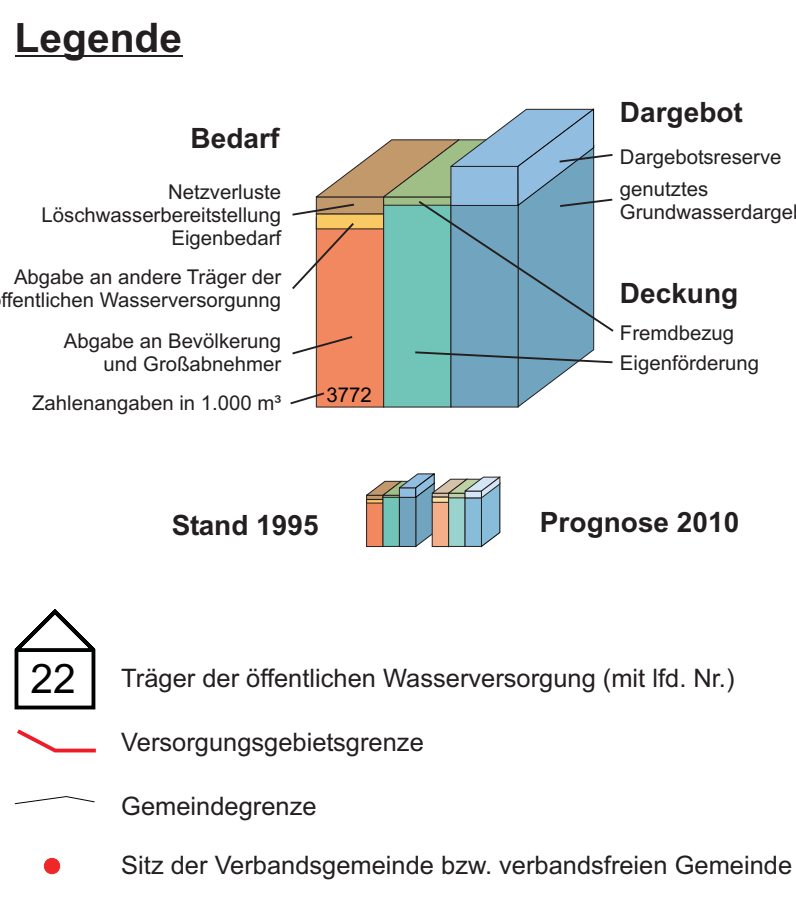 Legende
Bedarf
Netzverluste
Löschwasserbereitstellung
Eigenbedarf
Abgabe an andere Träger der
öffentlichen Wasserversorgunng
Abgabe an Bevölkerung
und Großabnehmer
Zahlenangaben in 1.000 m³
3772
Dargebot
Dargebotsreserve
genutztes
Deckung
Fremdbezug
Eigenförderung
Stand 1995
Prognose 2010
22
Träger der öffentlichen Wasserversorgung (mit lfd. Nr.)
Versorgungsgebietsgrenze
Gemeindegrenze
Sitz der Verbandsgemeinde bzw. verbandsfreien Gemeinde